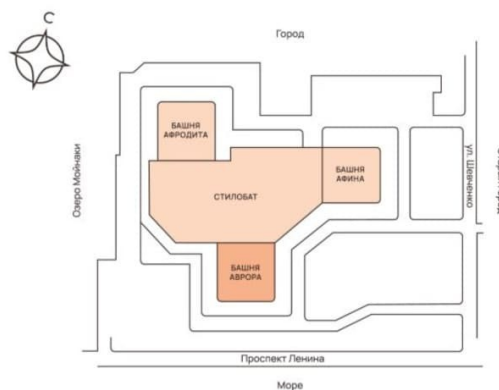 С
Город
БАШНЯ
АФРОДИТА
БАШНЯ
АФИНА
СТИЛОБАТ
БАШНЯ
АВРОРА
Озеро Мойнаки
ул. Шевченко
Проспект Ленина
Море